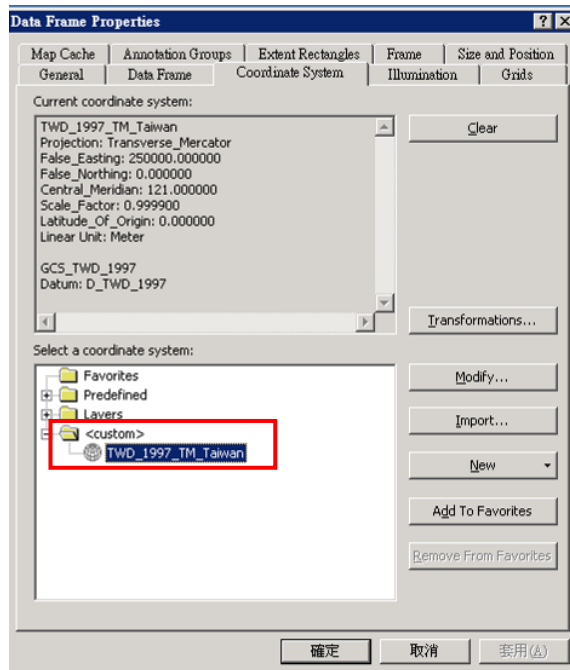 Data Frame Properties
Map Cache
Annotation Groups
Extent Rectangles
Frame
Size and Position
General
Data Frame
Coordinate System
Illumination
Grids
Current coordinate system:
TWD_1997_TM_Taiwan
Projection: Transverse_Mercator
False_Easting: 250000.000000
False_Northing: 0.000000
Central_Meridian: 121.000000
Scale_Factor: 0.999900
Latitude_Of_Origin: 0.000000
Linear Unit: Meter
GCS_TWD_1997
Datum: D_TWD_1997
Clear
Transformations...
Select a coordinate system:
Favorites
Predefined
Layers
<custom>
TWD_1997_TM_Taiwan
Modify...
Import...
New
Add To Favorites
Remove From Favorites
確定
取消
套用(A)